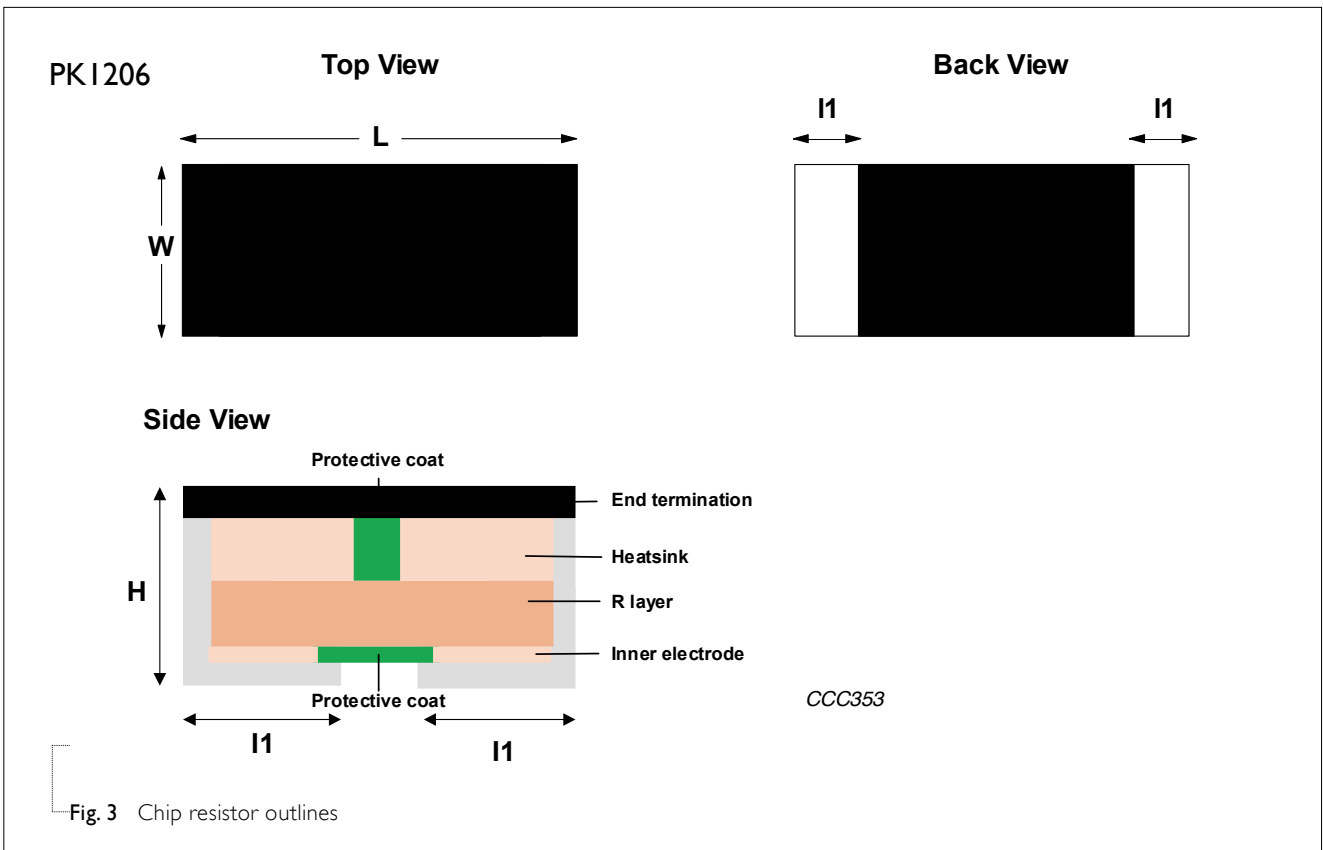 PK1206
Top View
Back View
L
I1
I1
W
Side View
Protective coat
End termination
Heatsink
H
R layer
Inner electrode
Protective coat
CCC353
I1
I1
Fig. 3 Chip resistor outlines